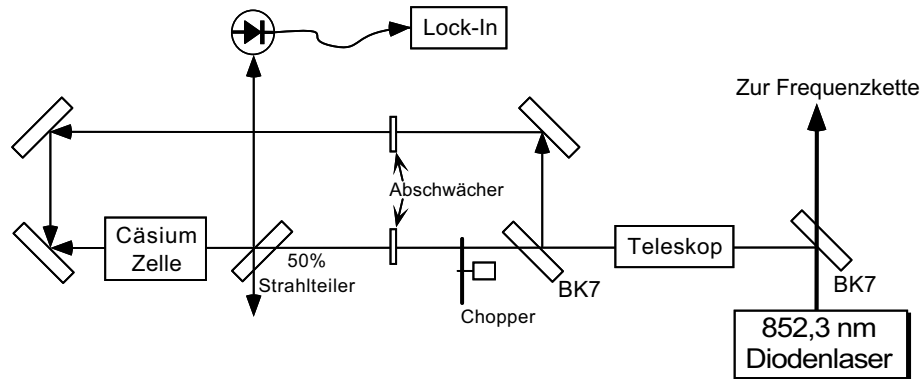 Lock-In
Zur Frequenzkette
Abschwächer
Cäsium
Zelle
50%
Strahlteiler
Chopper
BK7
Teleskop
BK7
852,3 nm
Diodenlaser